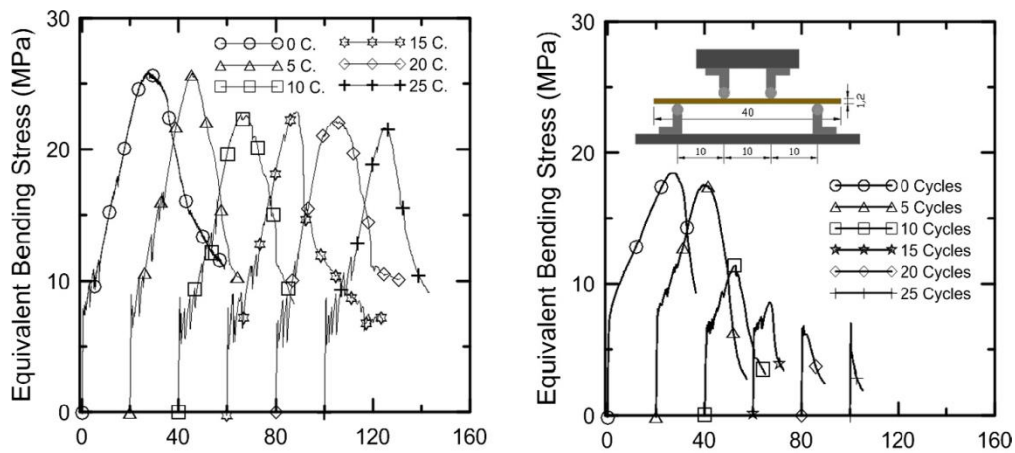 Equivalent Bending Stress (MPa)
30
20
10
0
0 C.
5 C.
10 C.
15 C.
20 C.
25 C.
0 40 80 120 160
Equivalent Bending Stress (MPa)
30
20
10
0
40
1,2
10 10 10
0 Cycles
5 Cycles
10 Cycles
15 Cycles
20 Cycles
25 Cycles
0 40 80 120 160